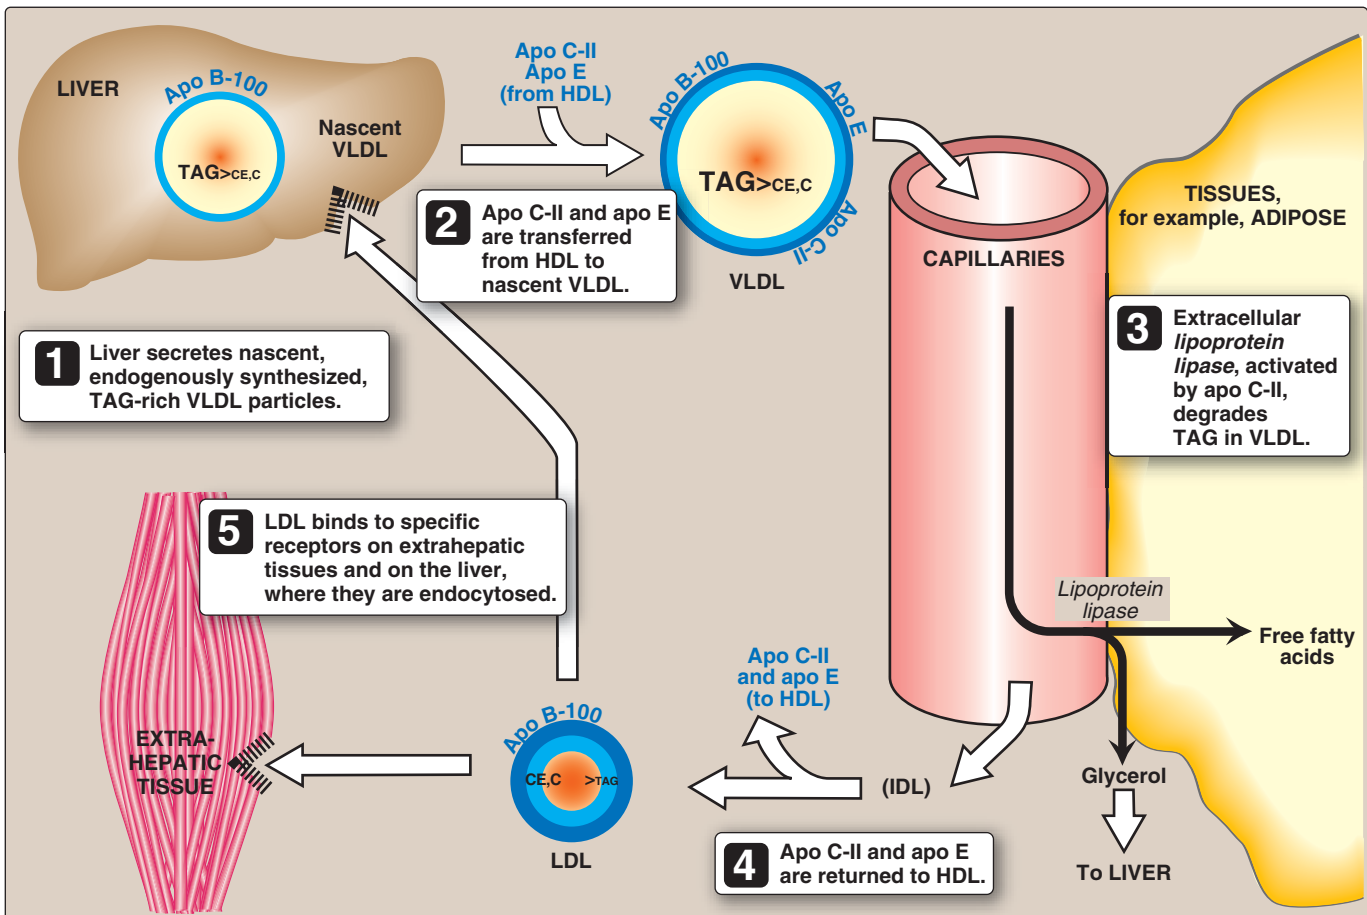 LIVER
Apo B-100
Nascent
VLDL
TAG>CE,C
Apo C-II
Apo E
(from HDL)
Apo B-100
Apo E
Apo C-II
TAG>CE,C
VLDL
2 Apo C-II and apo E
are transferred
from HDL to
nascent VLDL.
CAPILLARIES
TISSUES,
for example, ADIPOSE
1 Liver secretes nascent,
endogenously synthesized,
TAG-rich VLDL particles.
3 Extracellular
lipoprotein
lipase, activated
by apo C-II,
degrades
TAG in VLDL.
5 LDL binds to specific
receptors on extrahepatic
tissues and on the liver,
where they are endocytosed.
Lipoprotein
lipase
Free fatty
acids
Apo C-II
and apo E
(to HDL)
EXTRA-
HEPATIC
TISSUE
Apo B-100
CE,C >TAG
LDL
(IDL)
Glycerol
To LIVER
4 Apo C-II and apo E
are returned to HDL.